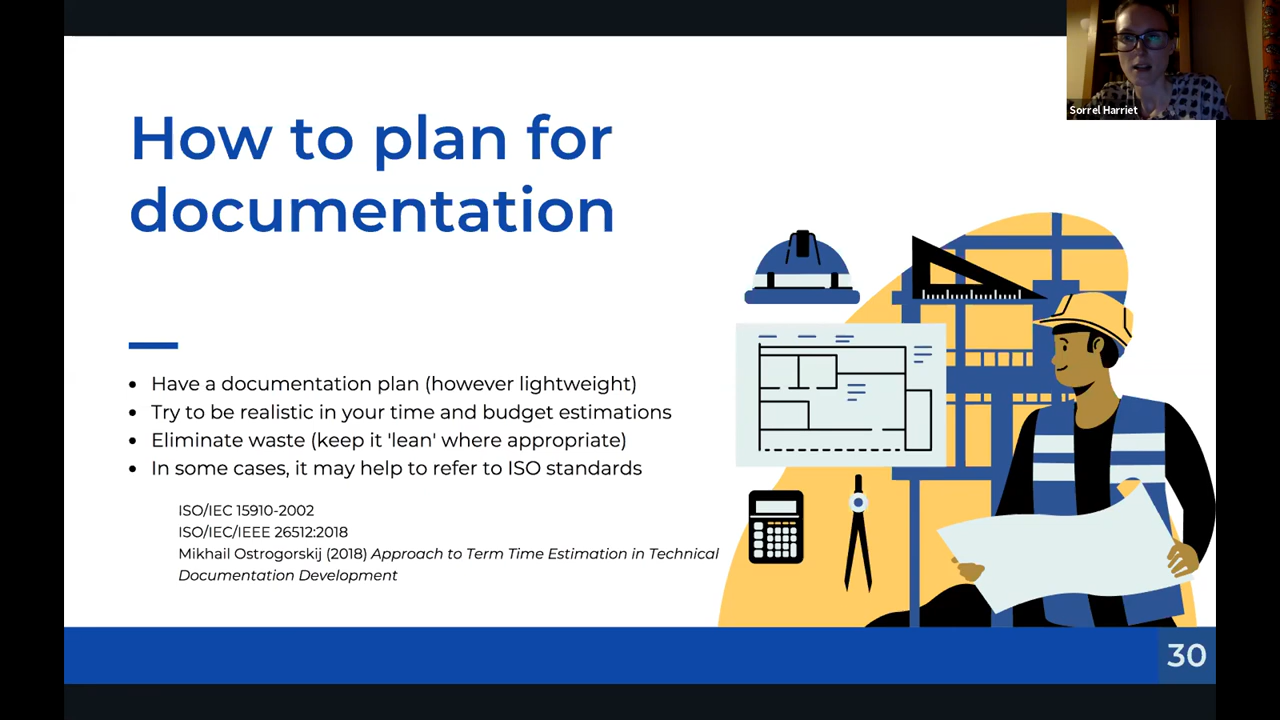 Sorrel Harriet
How to plan for
documentation
• Have a documentation plan (however lightweight)
• Try to be realistic in your time and budget estimations
• Eliminate waste (keep it 'lean' where appropriate)
• In some cases, it may help to refer to ISO standards
ISO/IEC 15910-2002
ISO/IEC/IEEE 26512:2018
Mikhail Ostrogorskij (2018) Approach to Term Time Estimation in Technical
Documentation Development
30